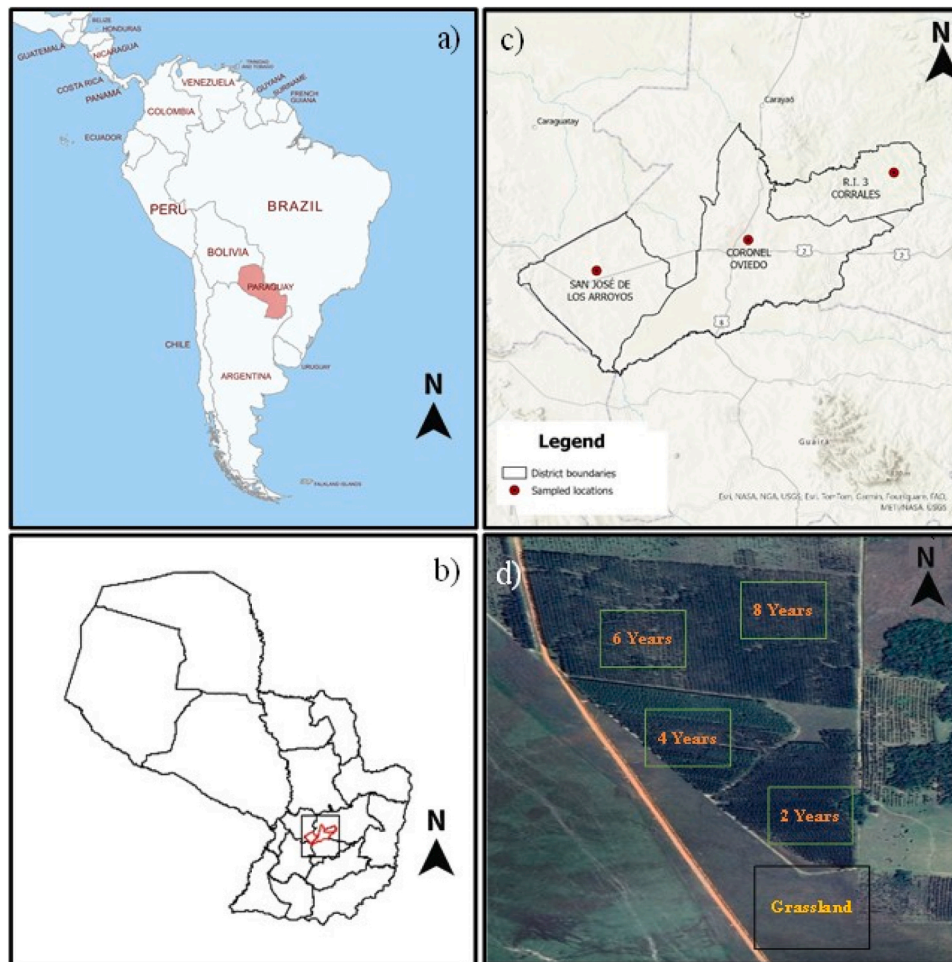 a)
BELIZE
HONDURAS
GUATEMALA
NICARAGUA
COSTA RICA
PANAMA
TRINIDAD
AND TOBAGO
VENEZUELA
GUYANA
SURINAME
FRENCH
GUIANA
COLOMBIA
ECUADOR
PERU
BRAZIL
BOLIVIA
PARAGUAY
CHILE
URUGUAY
ARGENTINA
N
FALKLAND ISLANDS
c)
N
Carayaó
Caraguatay
R.I. 3
CORRALES
CORONEL
OVIEDO
2
2
SAN JOSÉ DE
LOS ARROYOS
8
Guairá
Legend
District boundaries
Sampled locations
Esri, NASA, NGA, USGS, Esri, TomTom, Garmin, Foursquare, FAO,
METI/NASA, USGS
b)
N
d)
N
8 Years
6 Years
4 Years
2 Years
Grassland